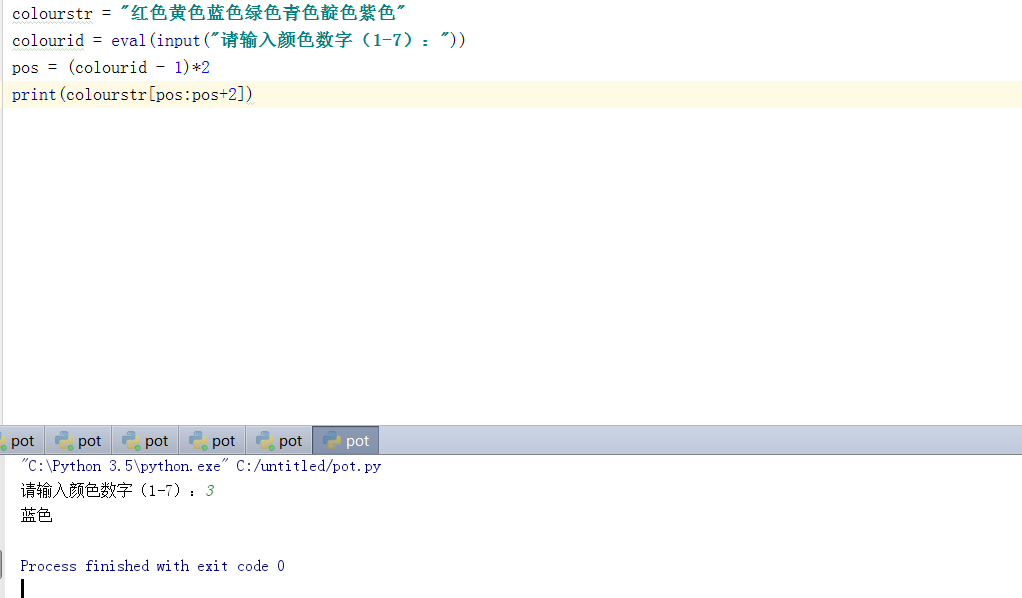 colourstr = "红色黄色蓝色绿色青色靛色紫色"
colourid = eval(input("请输入颜色数字（1-7）："))
pos = (colourid - 1)*2
print(colourstr[pos:pos+2])
pot pot pot pot pot pot
"C:\Python 3.5\python.exe" C:/untitled/pot.py
请输入颜色数字（1-7）：3
蓝色
Process finished with exit code 0